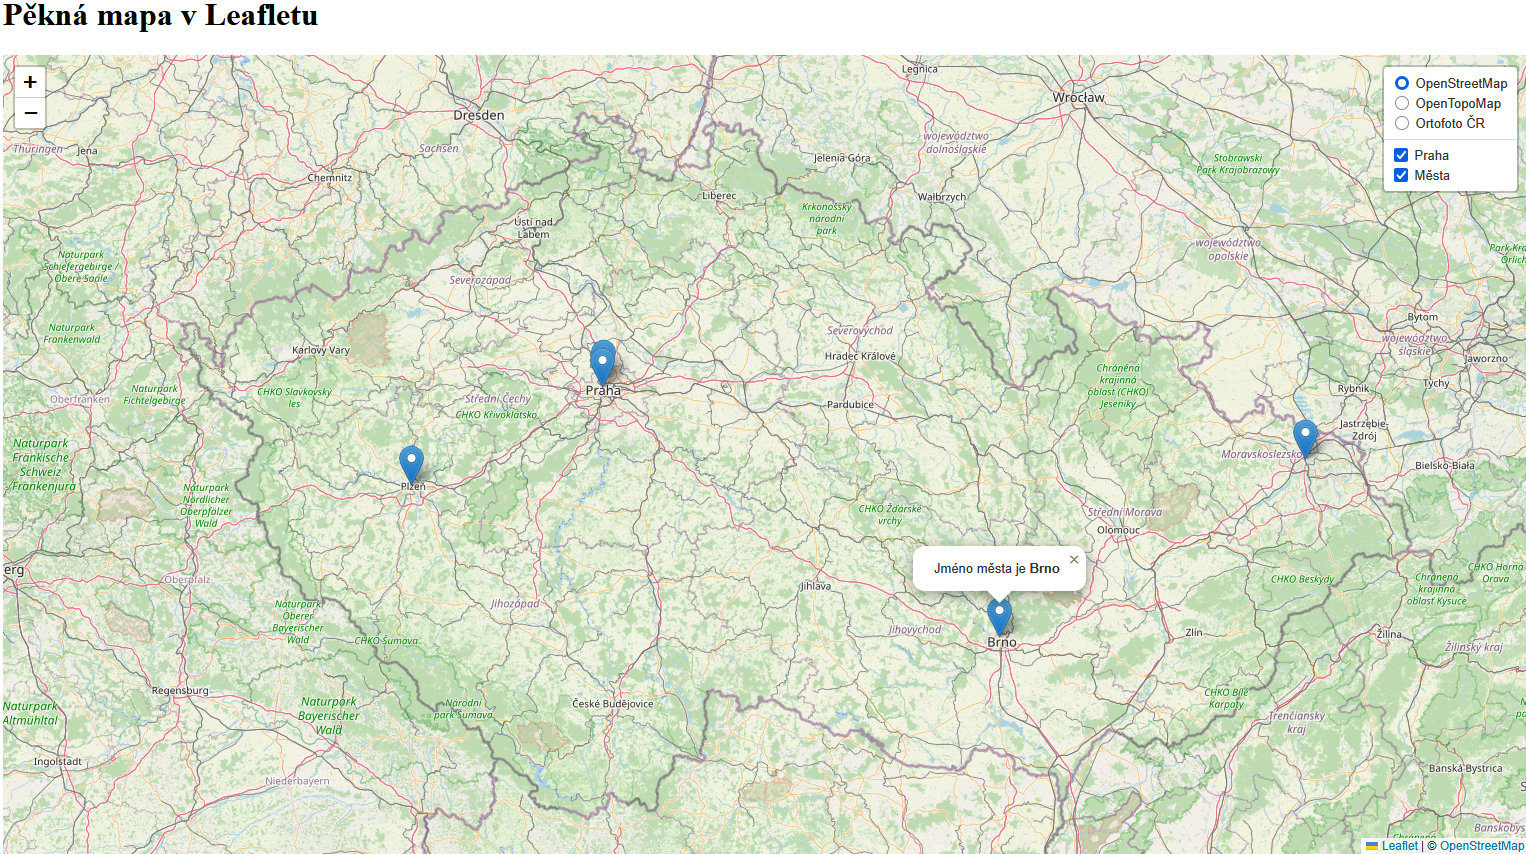 Pěkná mapa v Leafletu
+
−
OpenStreetMap
OpenTopoMap
Ortofoto ČR
Praha
Města
Legnica
Wrocław
Dresden
województwo
dolnośląskie
Thüringen
Jena
Sachsen
Jelenia Góra
Stobrawski
Park Krajobrazowy
Chemnitz
Liberec
Wałbrzych
Krkonošský
národní
park
Ústí nad
Labem
województwo
opolskie
Naturpark
Schiefergebirge /
Obere Saale
Severozápad
Naturpark
Frankenwald
Bytom
Severovýchod
województwo
śląskie
Karlovy Vary
Hradec Králové
Jaworzno
Chráněná
krajinná
oblast (CHKO)
Jeseníky
Tychy
Rybnik
Naturpark
Fichtelgebirge
Oberfranken
CHKO Slavkovský
les
Praha
Střední Čechy
CHKO Křivoklátsko
Pardubice
Jastrzębie-
Zdrój
Naturpark
Fränkische
Schweiz
Frankenjura
Moravskoslezsko
Bielsko-Biała
Plzeň
Naturpark
Nördlicher
Oberpfälzer
Wald
CHKO Žďárské
vrchy
Střední Morava
Olomouc
Jméno města je Brno
×
CHKO Beskydy
CHKO Horná
Orava
Chránená
krajinná
oblasť Kysuce
Oberpfalz
Jihlava
Jihozápad
Naturpark
Oberer
Bayerischer
Wald
CHKO Šumava
Jihovýchod
Brno
Zlín
Žilina
Žilinský kraj
Regensburg
Naturpark
Altmühltal
Naturpark
Bayerischer
Wald
Národní
park Šumava
České Budějovice
CHKO Bílé
Karpaty
Trenčiansky
kraj
Ingolstadt
Niederbayern
Banská Bystrica
Leaflet | © OpenStreetMap